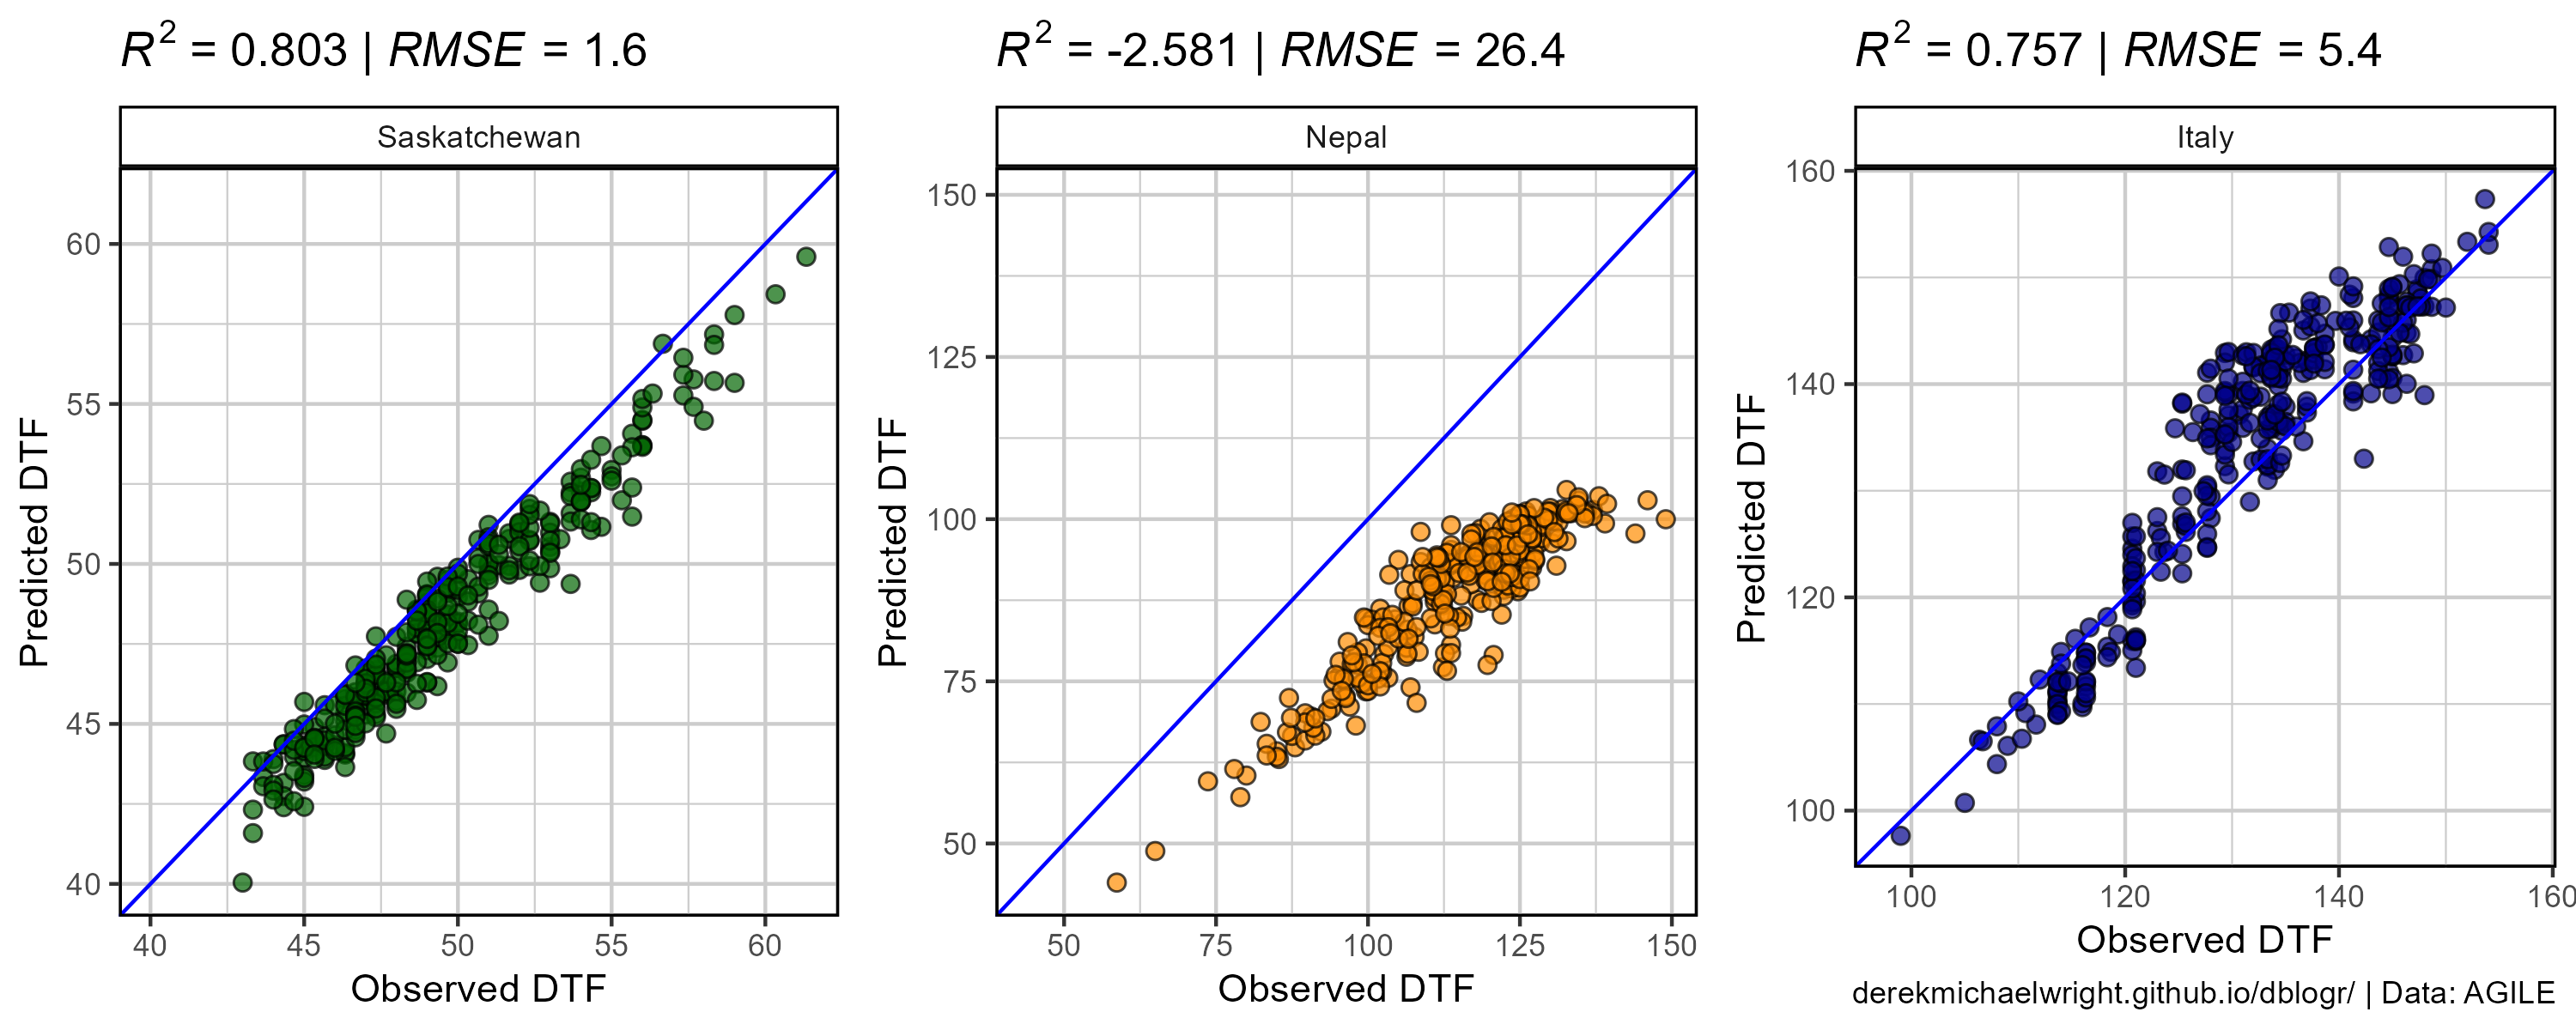 R² = 0.803 | RMSE = 1.6
R² = -2.581 | RMSE = 26.4
R² = 0.757 | RMSE = 5.4
Saskatchewan
Nepal
Italy
Predicted DTF
60
55
50
45
40
40 45 50 55 60
Observed DTF
Predicted DTF
150
125
100
75
50
50 75 100 125 150
Observed DTF
Predicted DTF
160
140
120
100
100 120 140 160
Observed DTF
derekmichaelwright.github.io/dblogr/ | Data: AGILE